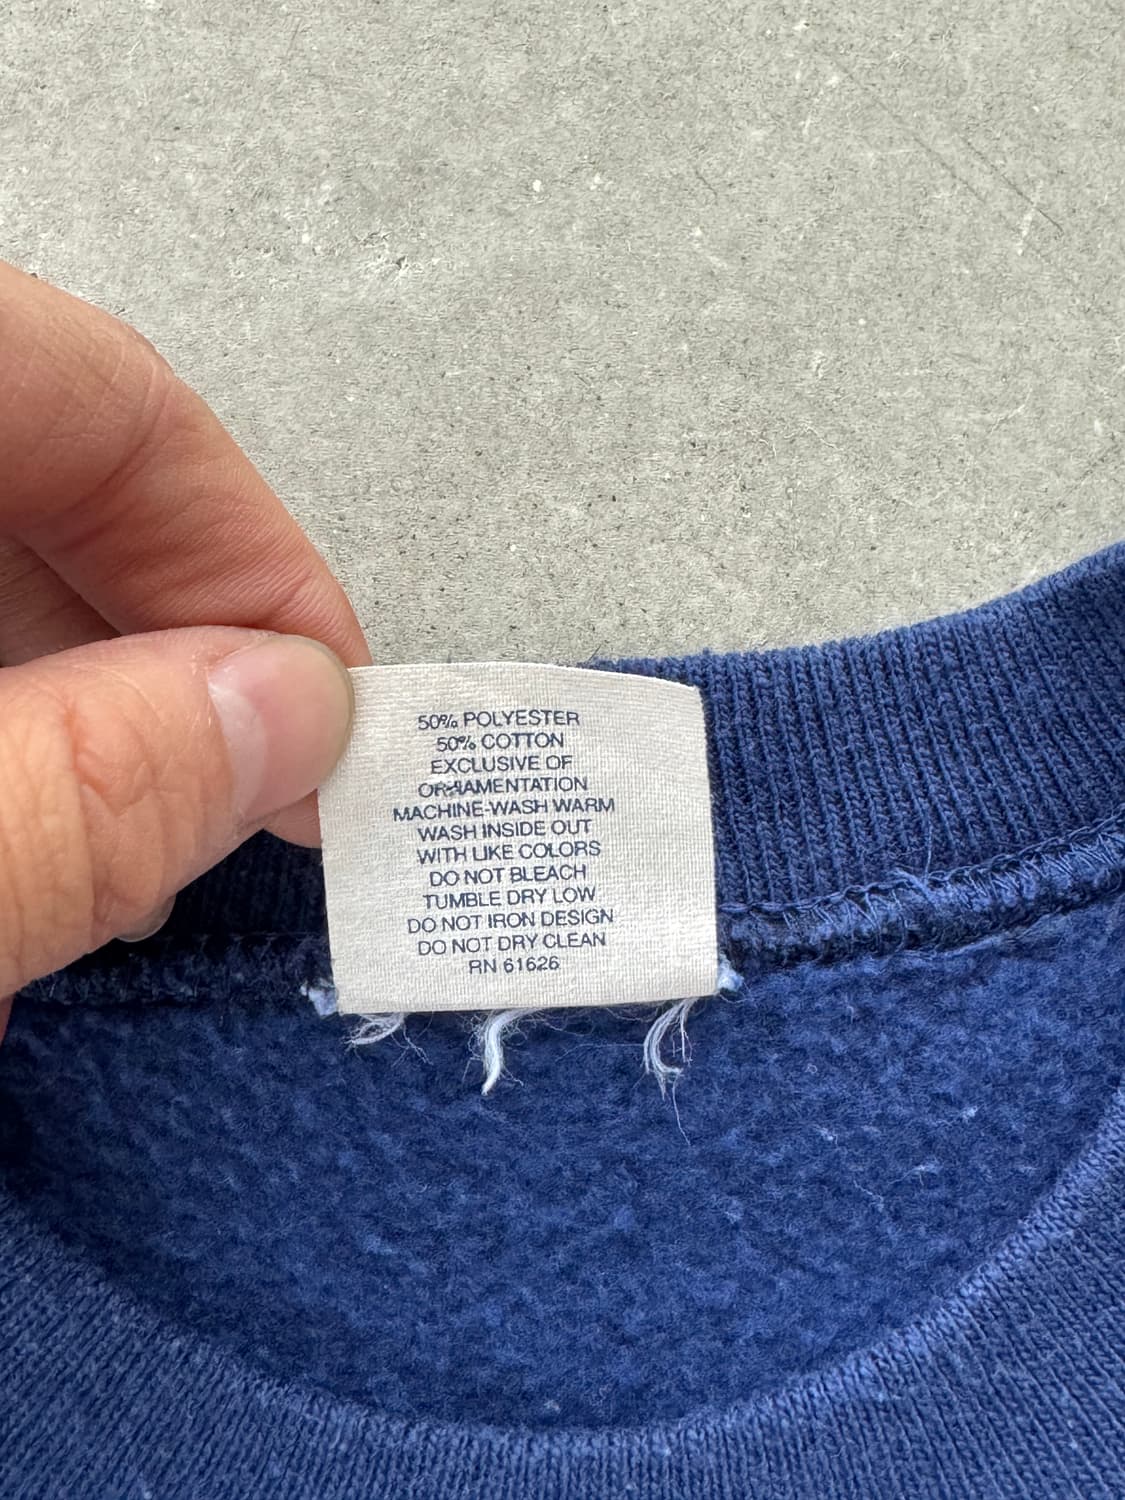 50% POLYESTER
50% COTTON
EXCLUSIVE OF
ORNAMENTATION
MACHINE-WASH WARM
WASH INSIDE OUT
WITH LIKE COLORS
DO NOT BLEACH
TUMBLE DRY LOW
DO NOT IRON DESIGN
DO NOT DRY CLEAN
RN 61626